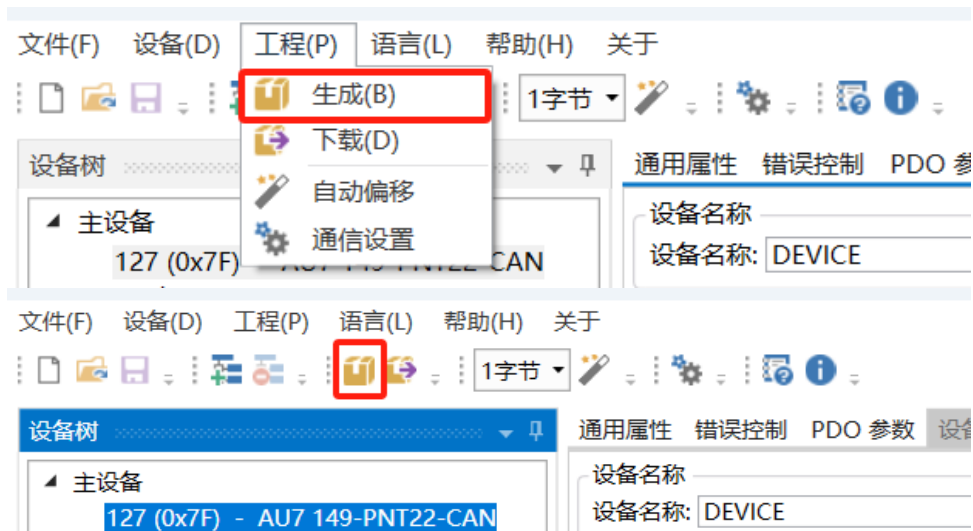 文件(F) 设备(D) 工程(P) 语言(L) 帮助(H) 关于
生成(B)
1字节
下载(D)
设备树
通用属性 错误控制 PDO
自动偏移
主设备
设备名称
通信设置
设备名称: DEVICE
127 (0x7F) - AU7 149-PNT22-CAN
文件(F) 设备(D) 工程(P) 语言(L) 帮助(H) 关于
1字节
设备树
通用属性 错误控制 PDO 参数
主设备
设备名称
设备名称: DEVICE
127 (0x7F) - AU7 149-PNT22-CAN